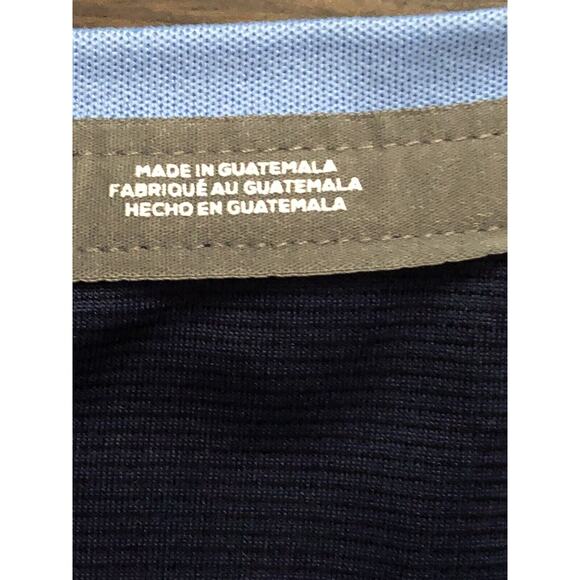 MADE IN GUATEMALA
FABRIQUÉ AU GUATEMALA
HECHO EN GUATEMALA